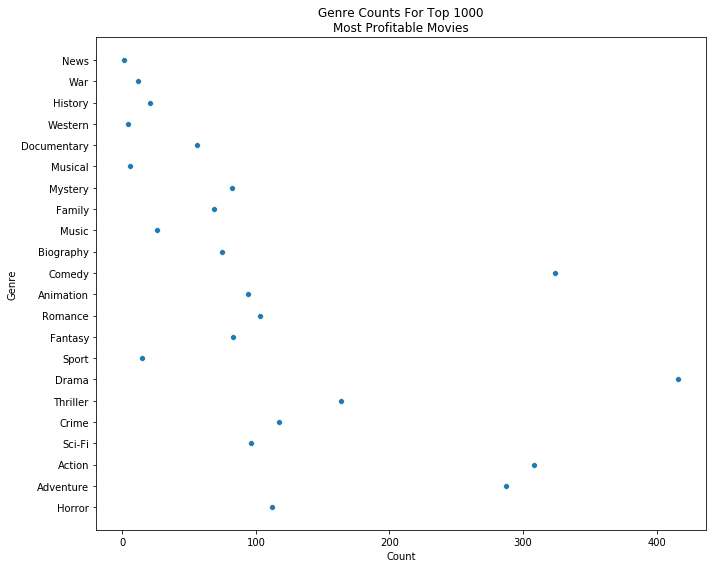 Genre Counts For Top 1000
Most Profitable Movies
Genre
News
War
History
Western
Documentary
Musical
Mystery
Family
Music
Biography
Comedy
Animation
Romance
Fantasy
Sport
Drama
Thriller
Crime
Sci-Fi
Action
Adventure
Horror
0 100 200 300 400
Count